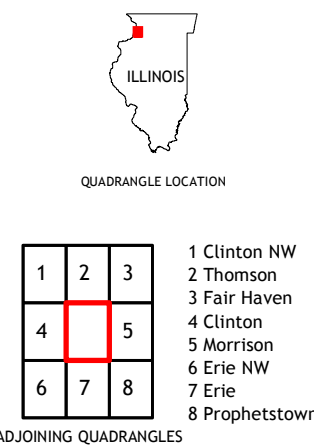 ILLINOIS
QUADRANGLE LOCATION
1 2 3
4 5
6 7 8
1 Clinton NW
2 Thomson
3 Fair Haven
4 Clinton
5 Morrison
6 Erie NW
7 Erie
8 Prophetstown
ADJOINING QUADRANGLES